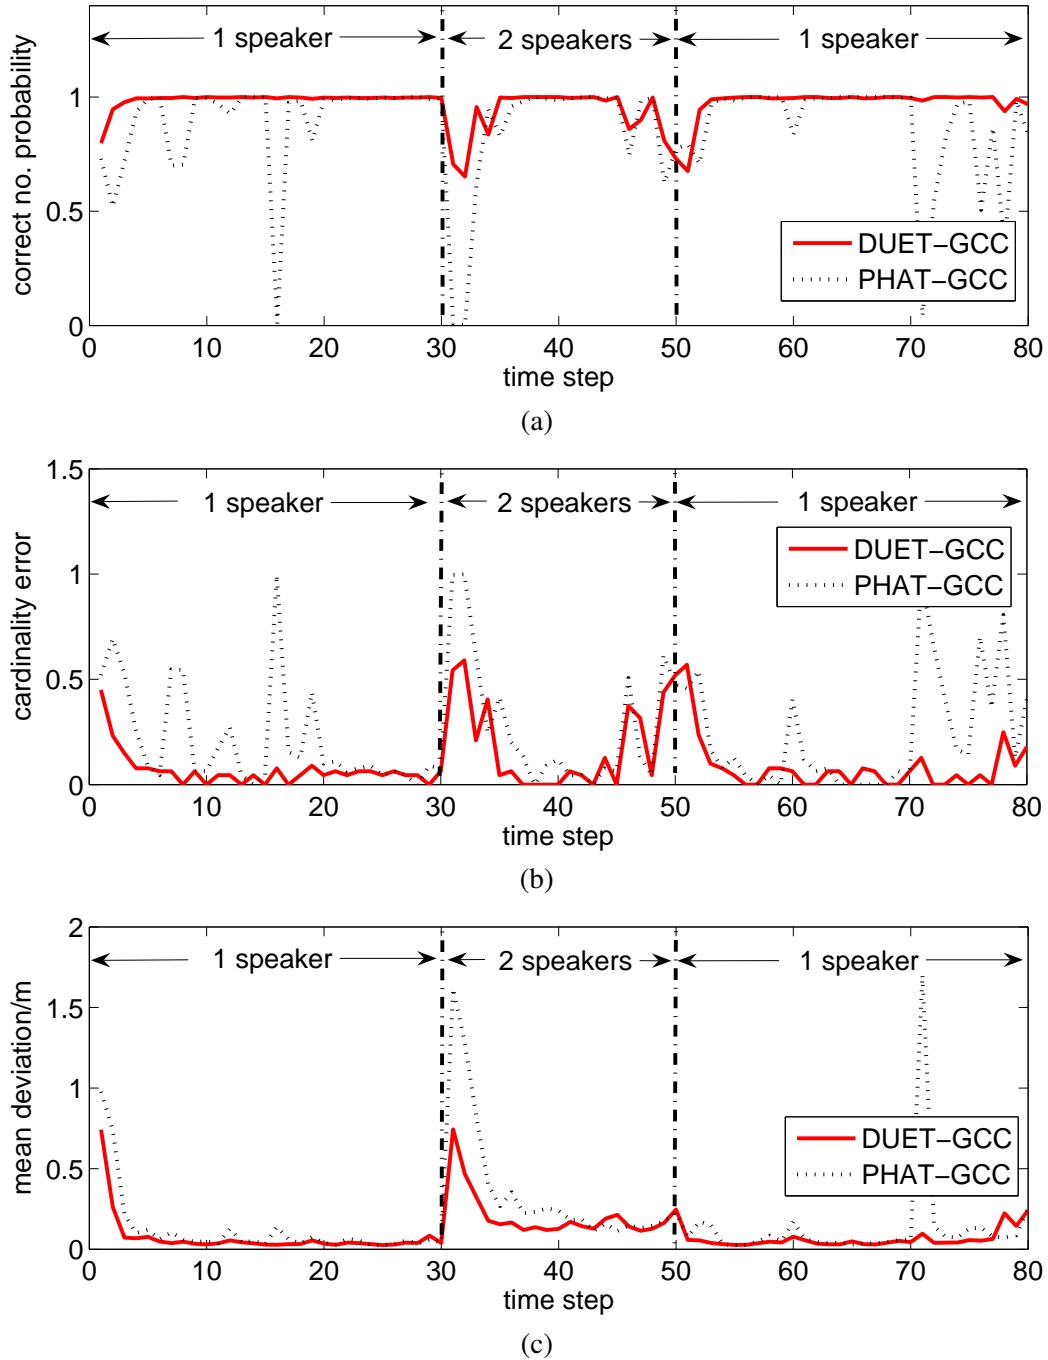 1 speaker 2 speakers 1 speaker
correct no. probability
1
0.5
0
DUET-GCC
PHAT-GCC
0 10 20 30 40 50 60 70 80
time step
(a)
1.5
1 speaker 2 speakers 1 speaker
cardinality error
1
0.5
0
DUET-GCC
PHAT-GCC
0 10 20 30 40 50 60 70 80
time step
(b)
2
1 speaker 2 speakers 1 speaker
mean deviation/m
1.5
1
0.5
0
DUET-GCC
PHAT-GCC
0 10 20 30 40 50 60 70 80
time step
(c)